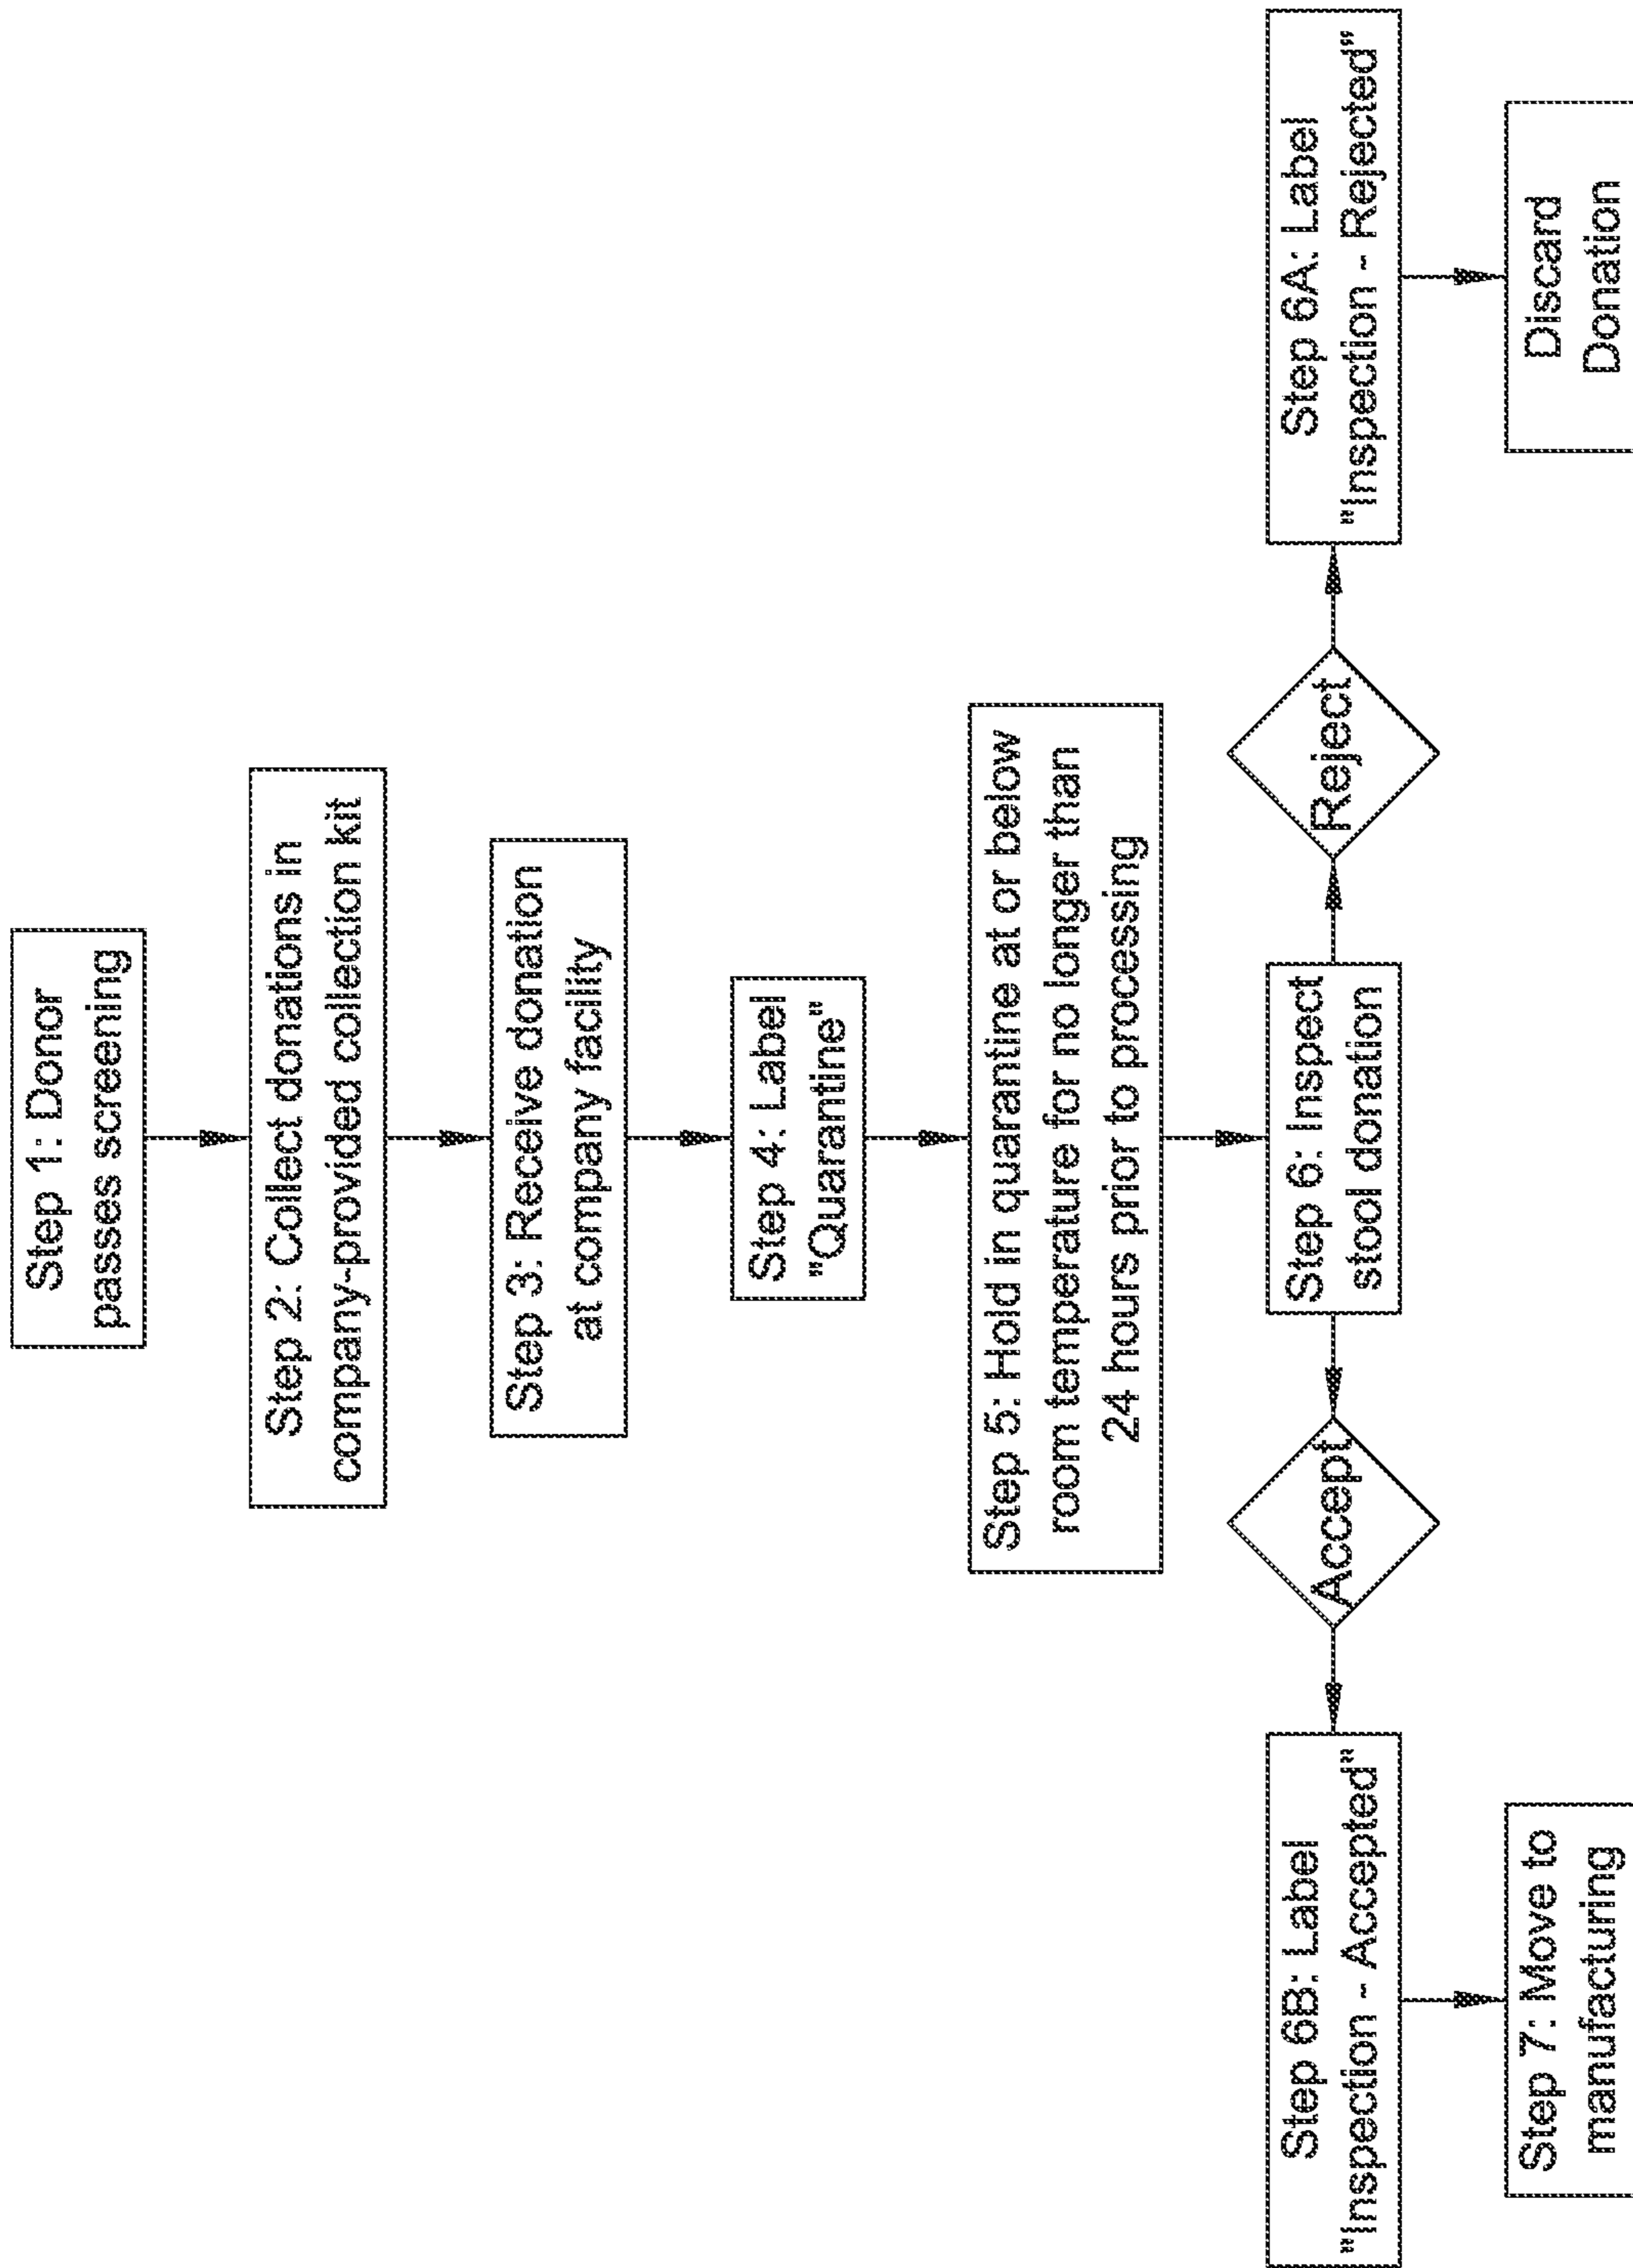 Step 1: Donor
passes screening
Step 2: Collect donations in
company-provided collection kit
Step 3: Receive donation
at company facility
Step 4: Label
"Quarantine"
Step 5: Hold in quarantine at or below
room temperature for no longer than
24 hours prior to processing
Step 6: Inspect
stool donation
Accept
Reject
Step 6B: Label
"Inspection - Accepted"
Step 6A: Label
"Inspection - Rejected"
Step 7: Move to
manufacturing
Discard
Donation